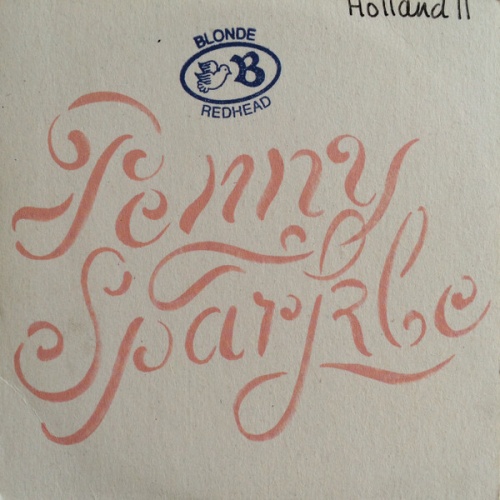 Holland II
BLONDE
B
REDHEAD
Penny
Sparkle